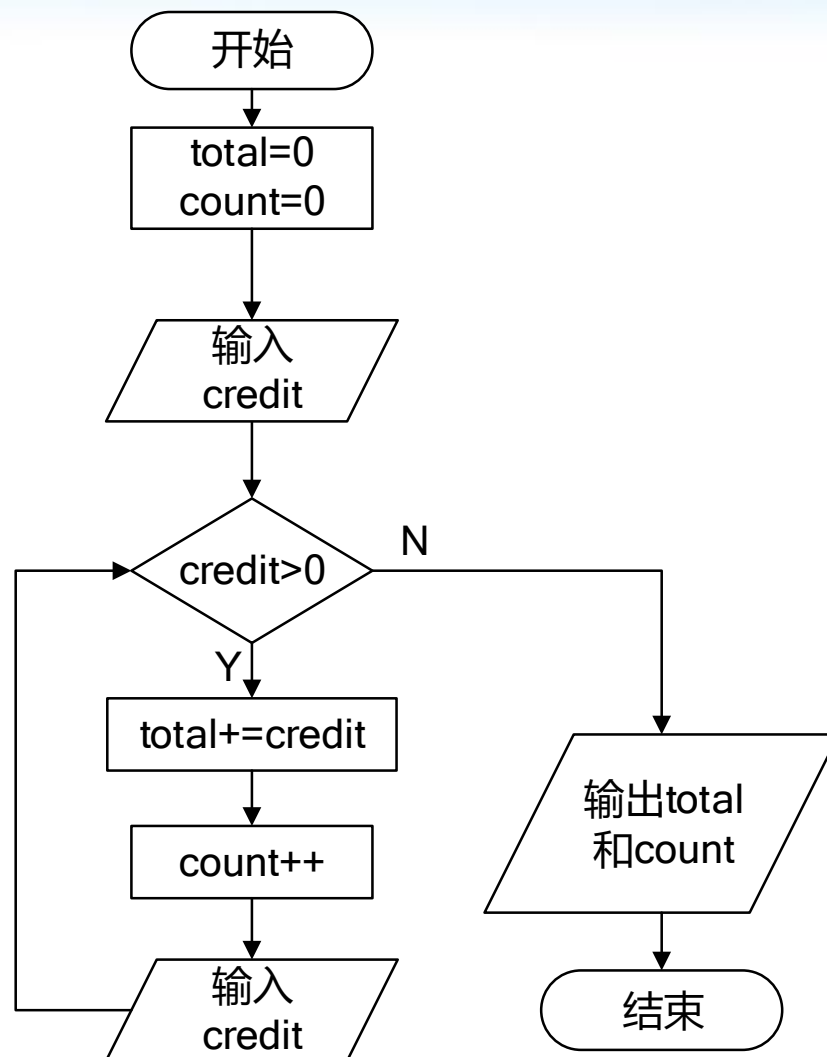 开始
total=0
count=0
输入
credit
credit>0
N
Y
total+=credit
count++
输入
credit
输出total
和count
结束